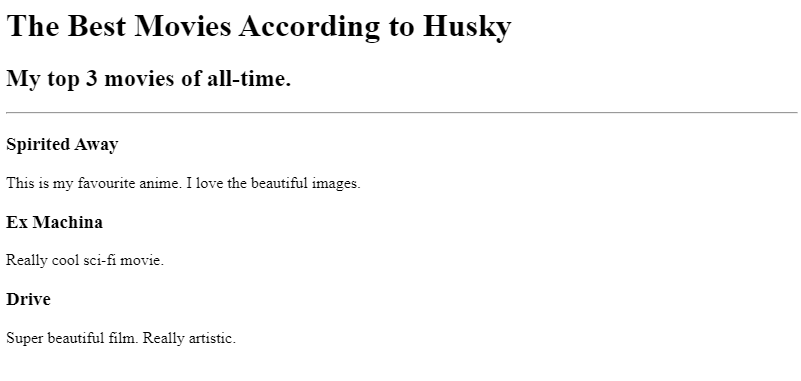 The Best Movies According to Husky
My top 3 movies of all-time.
Spirited Away
This is my favourite anime. I love the beautiful images.
Ex Machina
Really cool sci-fi movie.
Drive
Super beautiful film. Really artistic.